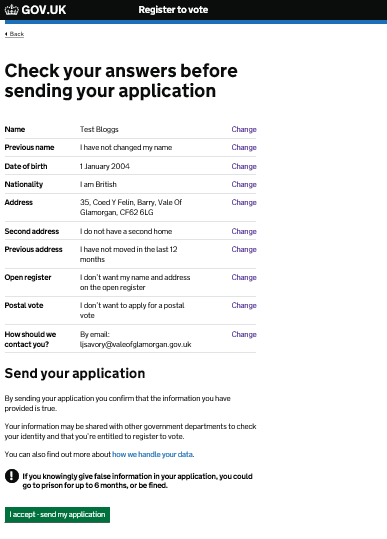 GOV.UK Register to vote
Back
Check your answers before
sending your application
Name Test Bloggs Change
Previous name I have not changed my name Change
Date of birth 1 January 2004 Change
Nationality I am British Change
Address 35, Coed Y Felin, Barry, Vale Of Change
Glamorgan, CF62 6LG
Second address I do not have a second home Change
Previous address I have not moved in the last 12 Change
months
Open register I don't want my name and address Change
on the open register
Postal vote I don't want to apply for a postal Change
vote
How should we By email: Change
contact you? ljsavory@valeofglamorgan.gov.uk
Send your application
By sending your application you confirm that the information you have
provided is true.
Your information may be shared with other government departments to check
your identity and that you're entitled to register to vote.
You can also find out more about how we handle your data.
! If you knowingly give false information in your application, you could
go to prison for up to 6 months, or be fined.
I accept - send my application